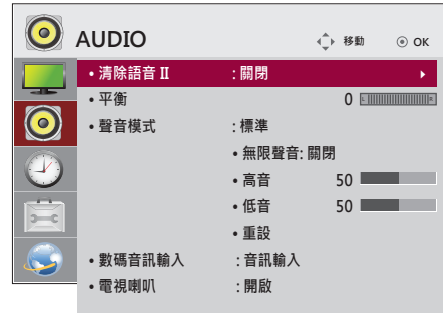 AUDIO 移動 OK
• 清除語音 II : 關閉
• 平衡 0 L R
• 聲音模式 : 標準
• 無限聲音: 關閉
• 高音 50
• 低音 50
• 重設
• 數碼音訊輸入 : 音訊輸入
• 電視喇叭 : 開啟